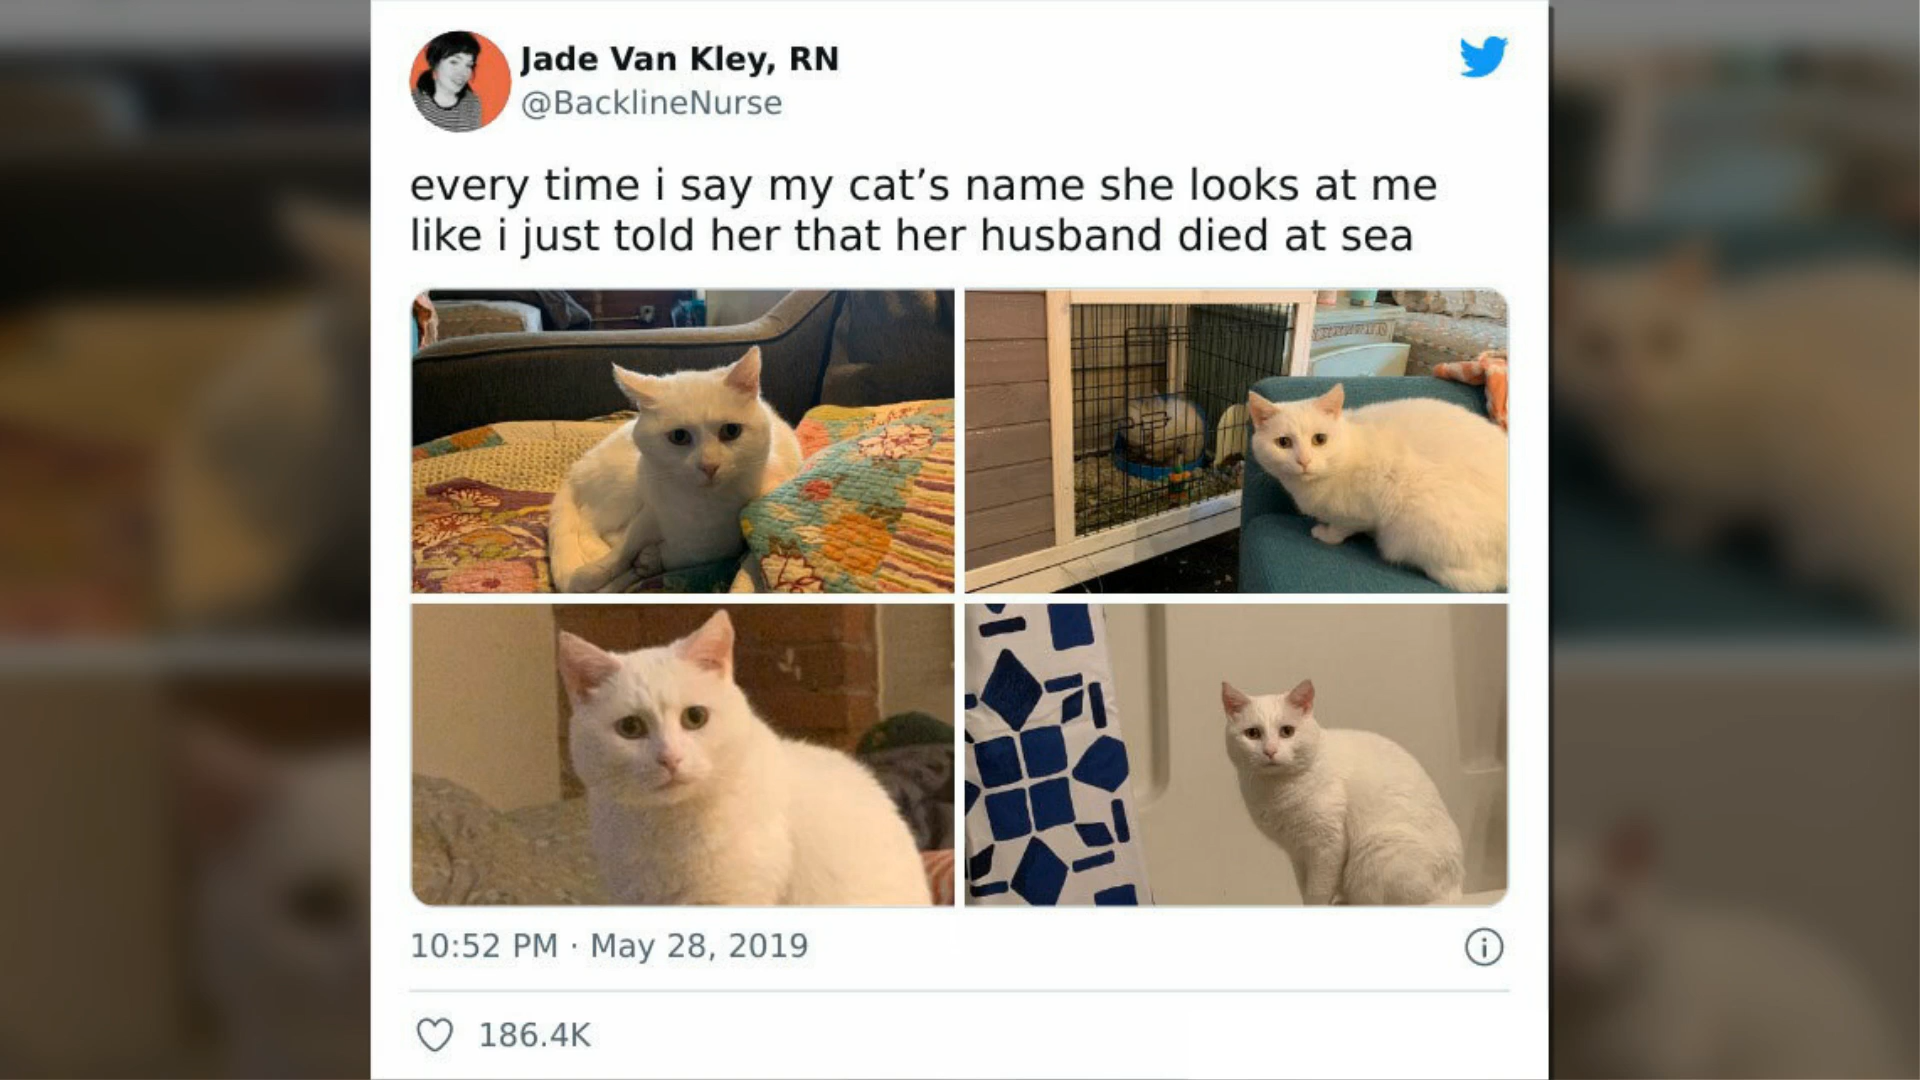 Jade Van Kley, RN
@BacklineNurse
every time i say my cat’s name she looks at me
like i just told her that her husband died at sea
10:52 PM · May 28, 2019
186.4K